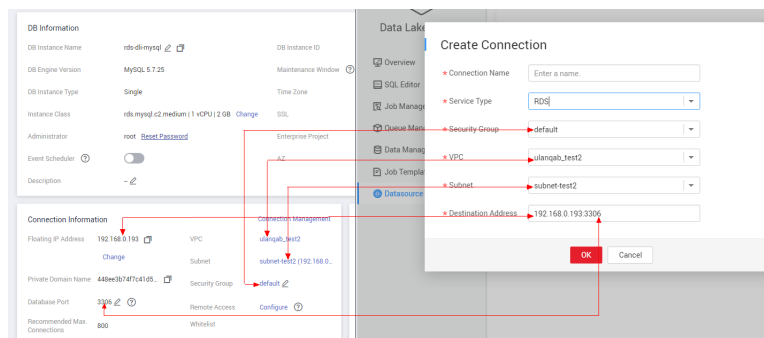 DB Information
DB Instance Name rds-dli-mysql DB Instance ID
DB Engine Version MySQL 5.7.25 Maintenance Window
DB Instance Type Single Time Zone
Instance Class rds.mysql.c2.medium | 1 vCPU | 2 GB Change SSL
Administrator root Reset Password Enterprise Project
Event Scheduler AZ
Description –
Connection Information Connection Management
Floating IP Address 192.168.0.193 VPC ulanqab_test2
Change
Subnet subnet-test2 (192.168.0...
Private Domain Name 448ee3b74f7c41d5... Security Group default
Database Port 3306
Remote Access Configure
Recommended Max. Connections 800 Whitelist
Data Lake
Overview
SQL Editor
Job Manage
Queue Mana
Data Manag
Job Templat
Datasource
Create Connection
* Connection Name Enter a name.
* Service Type RDS
* Security Group default
* VPC ulanqab_test2
* Subnet subnet-test2
* Destination Address 192.168.0.193:3306
OK Cancel